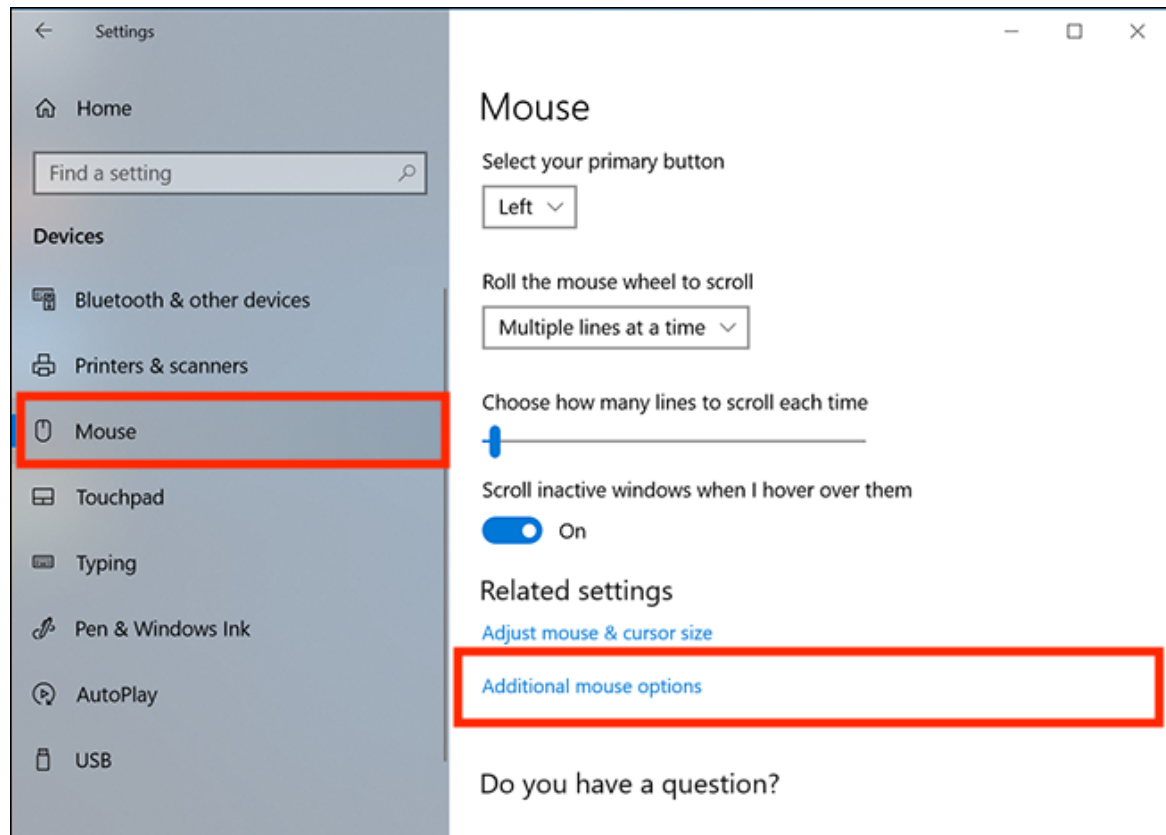 Settings
Home
Find a setting
Devices
Bluetooth & other devices
Printers & scanners
Mouse
Touchpad
Typing
Pen & Windows Ink
AutoPlay
USB
Mouse
Select your primary button
Left
Roll the mouse wheel to scroll
Multiple lines at a time
Choose how many lines to scroll each time
Scroll inactive windows when I hover over them
On
Related settings
Adjust mouse & cursor size
Additional mouse options
Do you have a question?